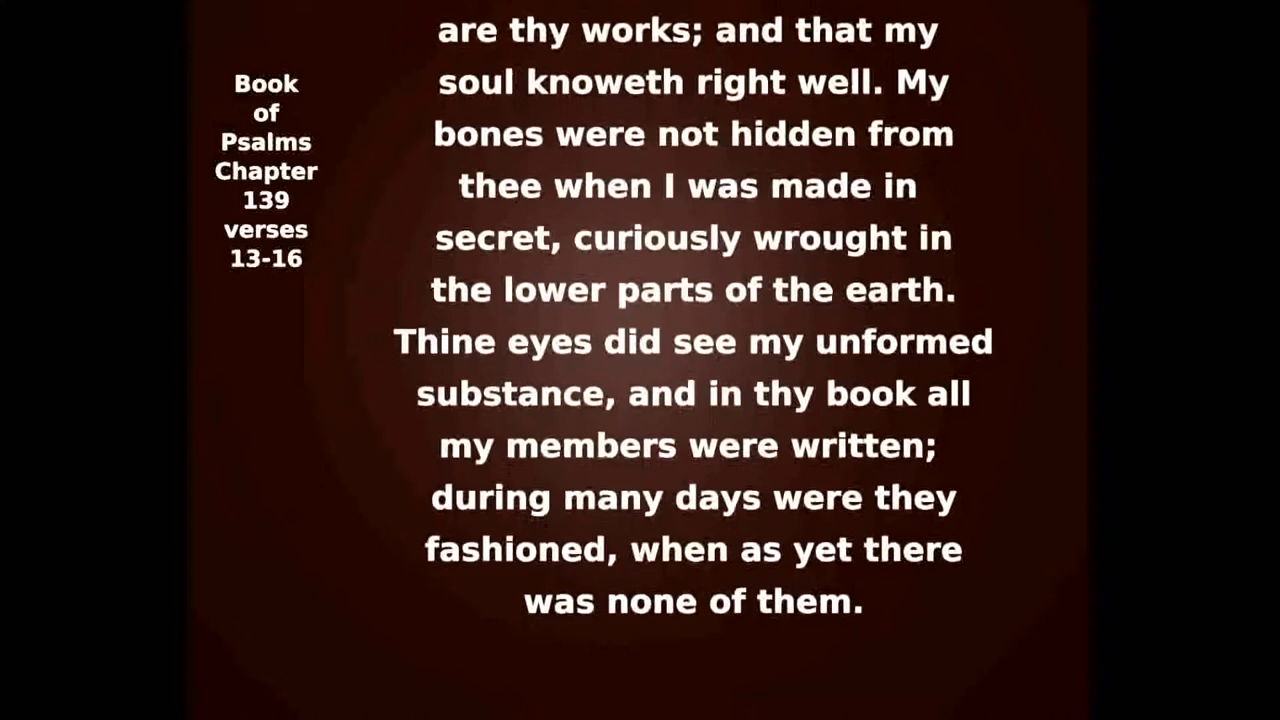 Book
of
Psalms
Chapter
139
verses
13-16
are thy works; and that my
soul knoweth right well. My
bones were not hidden from
thee when I was made in
secret, curiously wrought in
the lower parts of the earth.
Thine eyes did see my unformed
substance, and in thy book all
my members were written;
during many days were they
fashioned, when as yet there
was none of them.